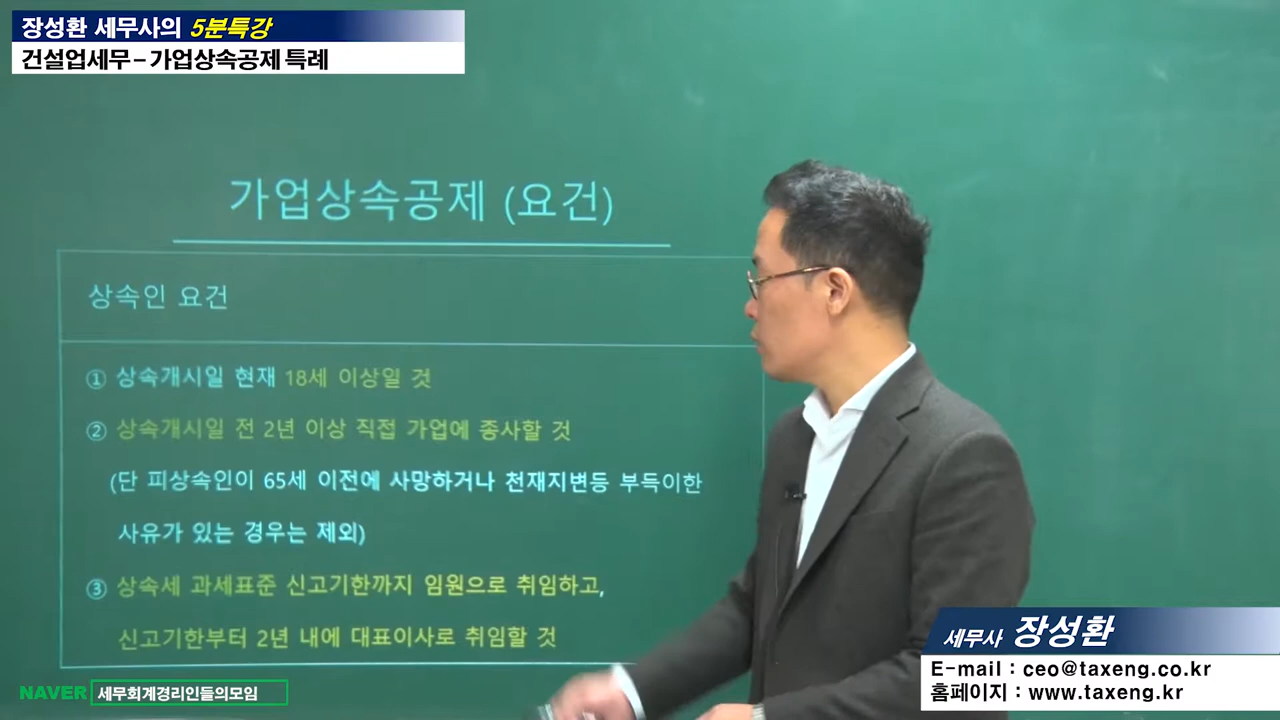 장성환 세무사의 5분특강
건설업세무 – 가업상속공제 특례
가업상속공제 (요건)
상속인 요건
① 상속개시일 현재 18세 이상일 것
② 상속개시일 전 2년 이상 직접 가업에 종사할 것
(단 피상속인이 65세 이전에 사망하거나 천재지변등 부득이한
사유가 있는 경우는 제외)
③ 상속세 과세표준 신고기한까지 임원으로 취임하고,
신고기한부터 2년 내에 대표이사로 취임할 것
세무사 장성환
E-mail : ceo@taxeng.co.kr
홈페이지 : www.taxeng.kr
NAVER 세무회계경리인들의모임